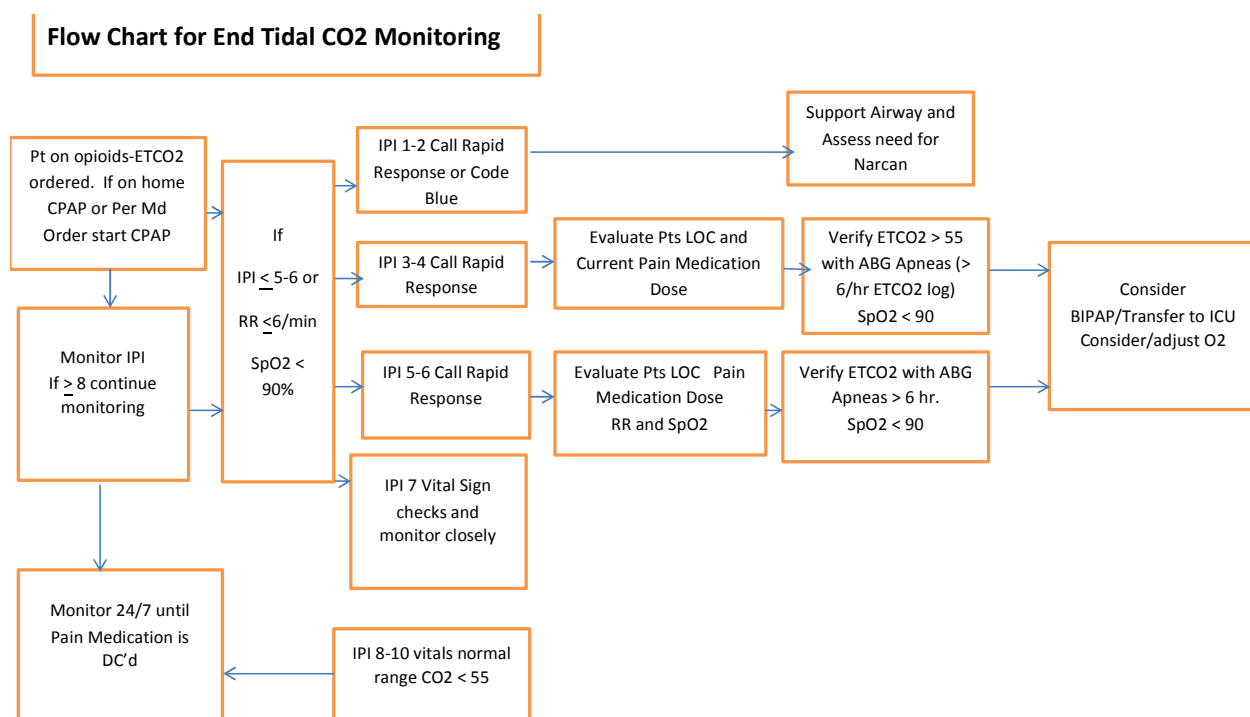 Flow Chart for End Tidal CO2 Monitoring
Pt on opioids-ETCO2
ordered. If on home
CPAP or Per Md
Order start CPAP
Monitor IPI
If > 8 continue
monitoring
Monitor 24/7 until
Pain Medication is
DC'd
If
IPI < 5-6 or
RR <6/min
SpO2 <
90%
IPI 1-2 Call Rapid
Response or Code
Blue
Support Airway and
Assess need for
Narcan
IPI 3-4 Call Rapid
Response
Evaluate Pts LOC and
Current Pain Medication
Dose
Verify ETCO2 > 55
with ABG Apneas (>
6/hr ETCO2 log)
SpO2 < 90
IPI 5-6 Call Rapid
Response
Evaluate Pts LOC Pain
Medication Dose
RR and SpO2
Verify ETCO2 with ABG
Apneas > 6 hr.
SpO2 < 90
Consider
BIPAP/Transfer to ICU
Consider/adjust O2
IPI 7 Vital Sign
checks and
monitor closely
IPI 8-10 vitals normal
range CO2 < 55